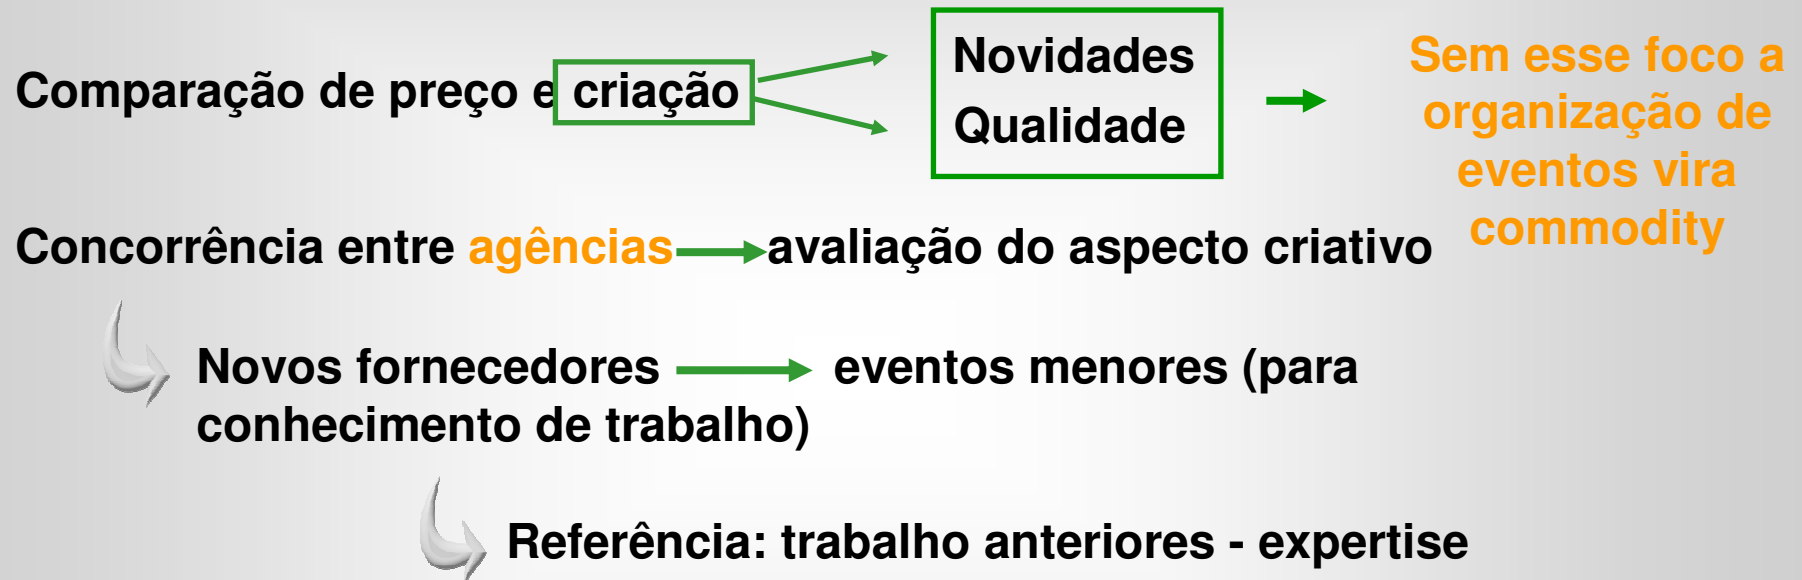 Comparação de preço e criação
Novidades
Qualidade
Sem esse foco a
organização de
eventos vira
commodity
Concorrência entre agências avaliação do aspecto criativo
Novos fornecedores eventos menores (para
conhecimento de trabalho)
Referência: trabalho anteriores - expertise